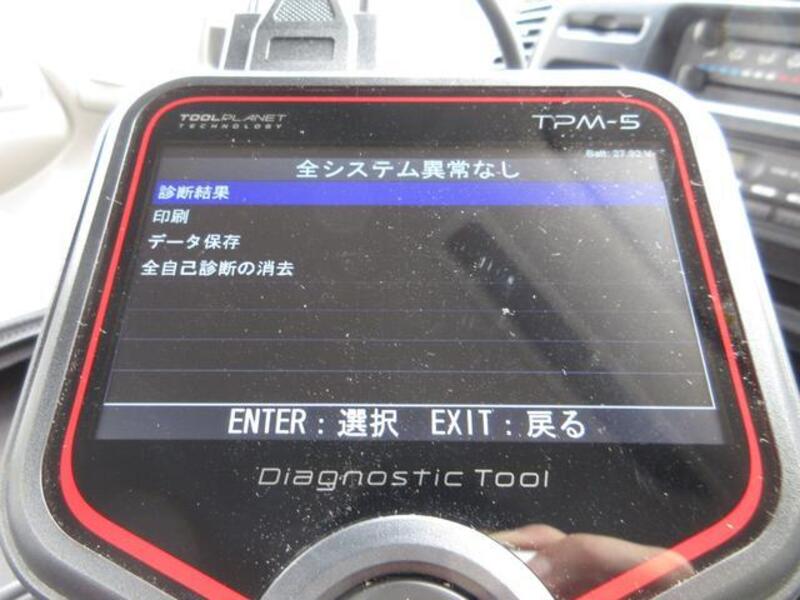 TOOLPLANET
TECHNOLOGY
TPM-5
全システム異常なし
診断結果
印刷
データ保存
全自己診断の消去
ENTER：選択　EXIT：戻る
Diagnostic Tool